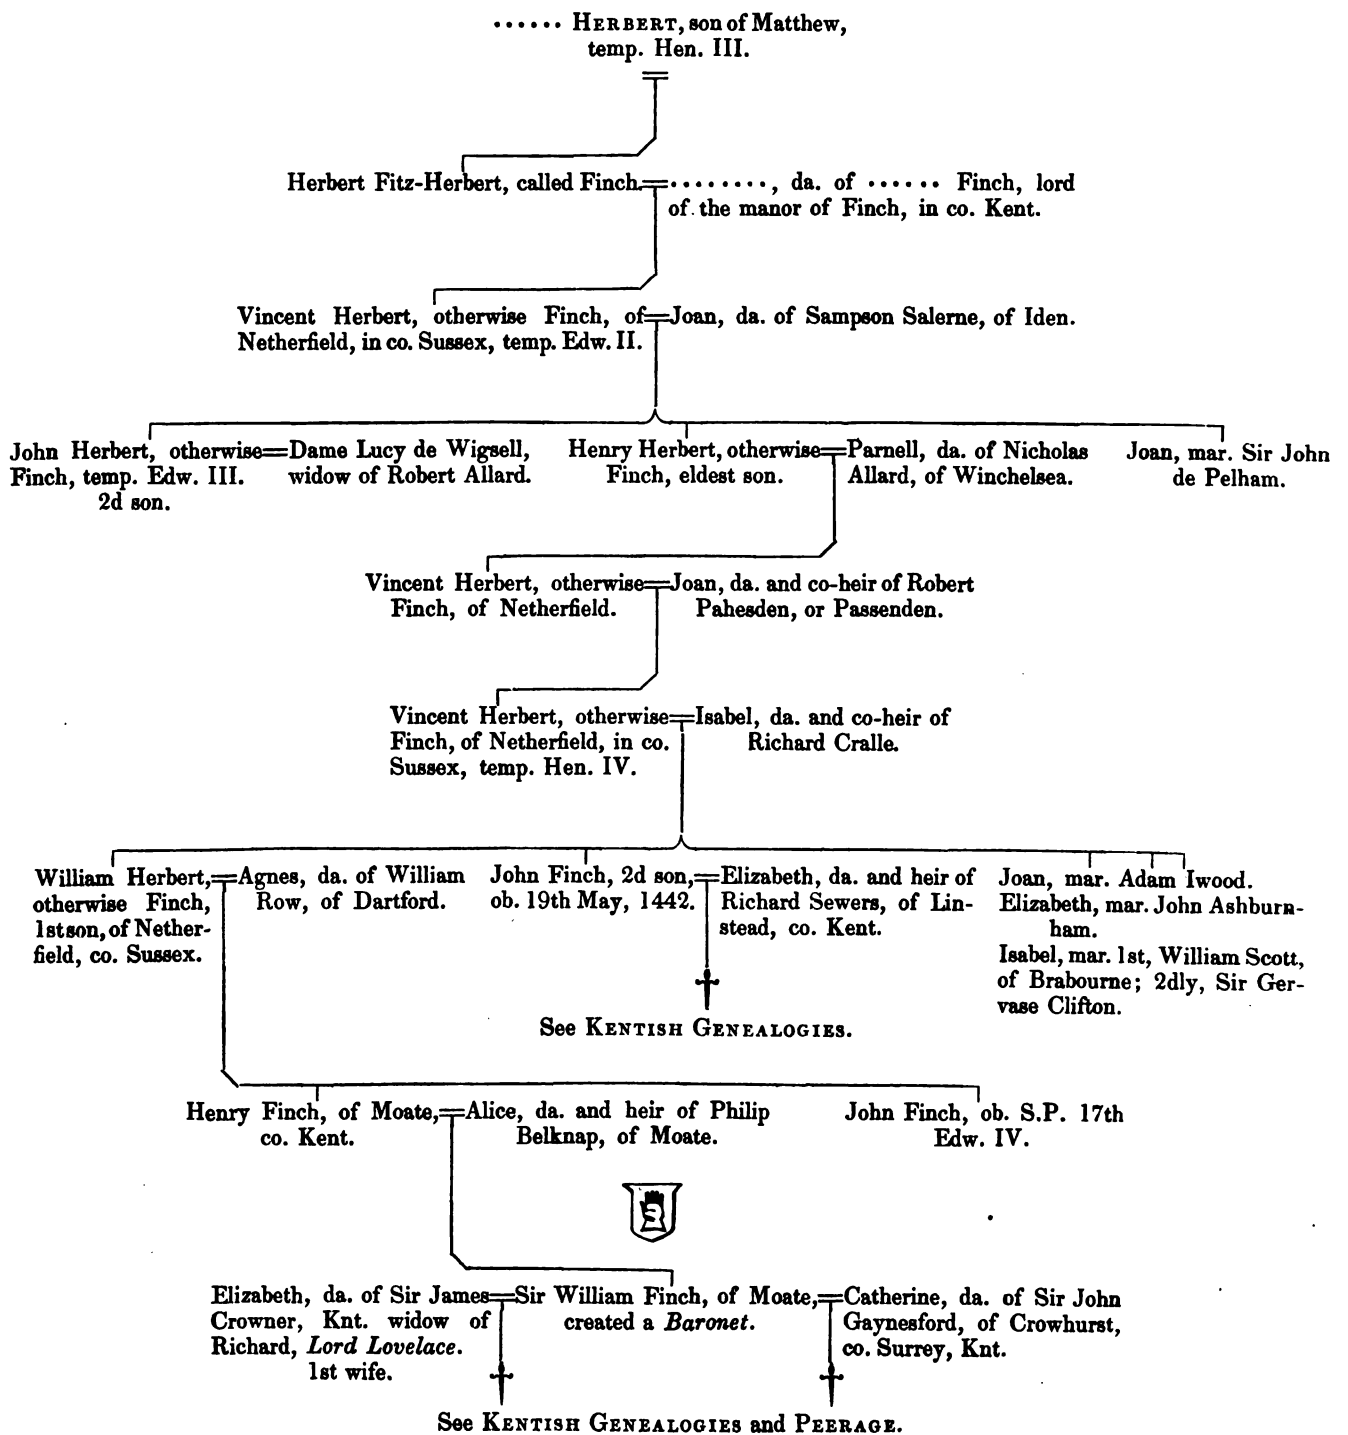 ...... HERBERT, son of Matthew,
temp. Hen. III.
Herbert Fitz-Herbert, called Finch.
........, da. of ...... Finch, lord
of the manor of Finch, in co. Kent.
Vincent Herbert, otherwise Finch, of
Netherfield, in co. Sussex, temp. Edw. II.
Joan, da. of Sampson Salerne, of Iden.
John Herbert, otherwise
Finch, temp. Edw. III.
2d son.
Dame Lucy de Wigsell,
widow of Robert Allard.
Henry Herbert, otherwise
Finch, eldest son.
Parnell, da. of Nicholas
Allard, of Winchelsea.
Joan, mar. Sir John
de Pelham.
Vincent Herbert, otherwise
Finch, of Netherfield.
Joan, da. and co-heir of Robert
Pahesden, or Passenden.
Vincent Herbert, otherwise
Finch, of Netherfield, in co.
Sussex, temp. Hen. IV.
Isabel, da. and co-heir of
Richard Cralle.
William Herbert,
otherwise Finch,
1st son, of Nether-
field, co. Sussex.
Agnes, da. of William
Row, of Dartford.
John Finch, 2d son,
ob. 19th May, 1442.
Elizabeth, da. and heir of
Richard Sewers, of Lin-
stead, co. Kent.
Joan, mar. Adam Iwood.
Elizabeth, mar. John Ashburn-
ham.
Isabel, mar. 1st, William Scott,
of Brabourne; 2dly, Sir Ger-
vase Clifton.
See KENTISH GENEALOGIES.
Henry Finch, of Moate,
co. Kent.
Alice, da. and heir of Philip
Belknap, of Moate.
John Finch, ob. S.P. 17th
Edw. IV.
Elizabeth, da. of Sir James
Crowner, Knt. widow of
Richard, Lord Lovelace.
1st wife.
Sir William Finch, of Moate,
created a Baronet.
Catherine, da. of Sir John
Gaynesford, of Crowhurst,
co. Surrey, Knt.
See KENTISH GENEALOGIES and PEERAGE.